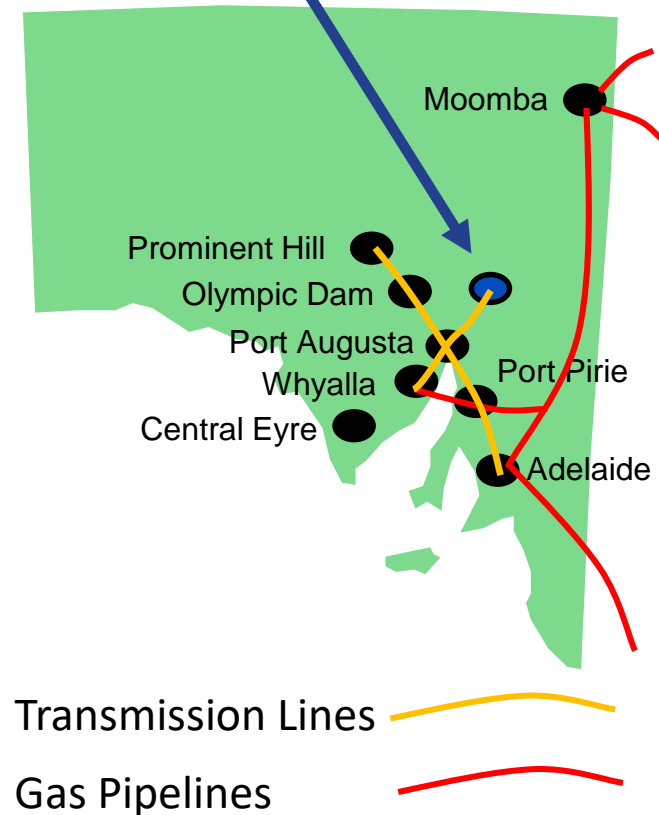 Moomba
Prominent Hill
Olympic Dam
Port Augusta
Port Pirie
Whyalla
Central Eyre
Adelaide
Transmission Lines
Gas Pipelines